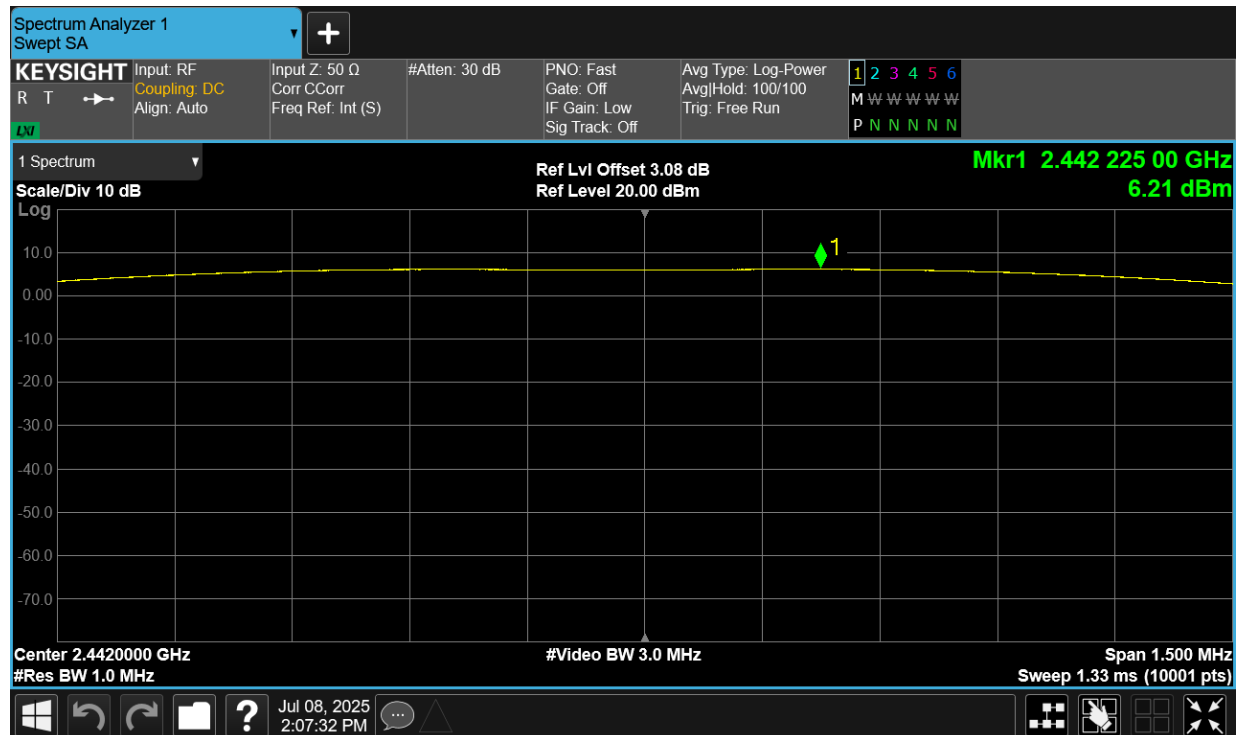 Spectrum Analyzer 1
Swept SA
KEYSIGHT
R T
LXI
Input: RF
Coupling: DC
Align: Auto
Input Z: 50 Ω
Corr CCorr
Freq Ref: Int (S)
#Atten: 30 dB
PNO: Fast
Gate: Off
IF Gain: Low
Sig Track: Off
Avg Type: Log-Power
Avg|Hold: 100/100
Trig: Free Run
1 2 3 4 5 6
M W W W W W
P N N N N N
1 Spectrum
Scale/Div 10 dB
Log
Ref Lvl Offset 3.08 dB
Ref Level 20.00 dBm
Mkr1 2.442 225 00 GHz
6.21 dBm
1
10.0
0.00
-10.0
-20.0
-30.0
-40.0
-50.0
-60.0
-70.0
Center 2.4420000 GHz
#Res BW 1.0 MHz
#Video BW 3.0 MHz
Span 1.500 MHz
Sweep 1.33 ms (10001 pts)
?
Jul 08, 2025
2:07:32 PM